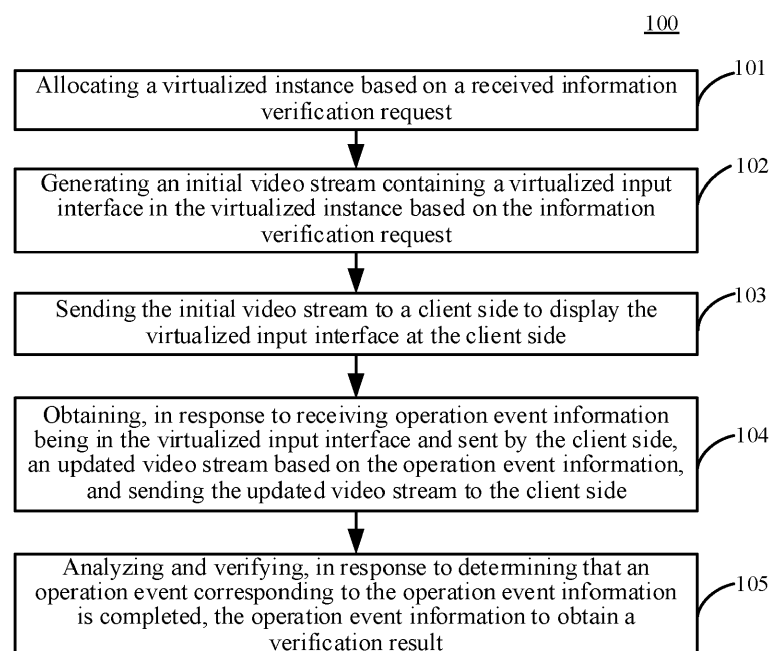 100
Allocating a virtualized instance based on a received information
verification request
101
Generating an initial video stream containing a virtualized input
interface in the virtualized instance based on the information
verification request
102
Sending the initial video stream to a client side to display the
virtualized input interface at the client side
103
Obtaining, in response to receiving operation event information
being in the virtualized input interface and sent by the client side,
an updated video stream based on the operation event information,
and sending the updated video stream to the client side
104
Analyzing and verifying, in response to determining that an
operation event corresponding to the operation event information
is completed, the operation event information to obtain a
verification result
105